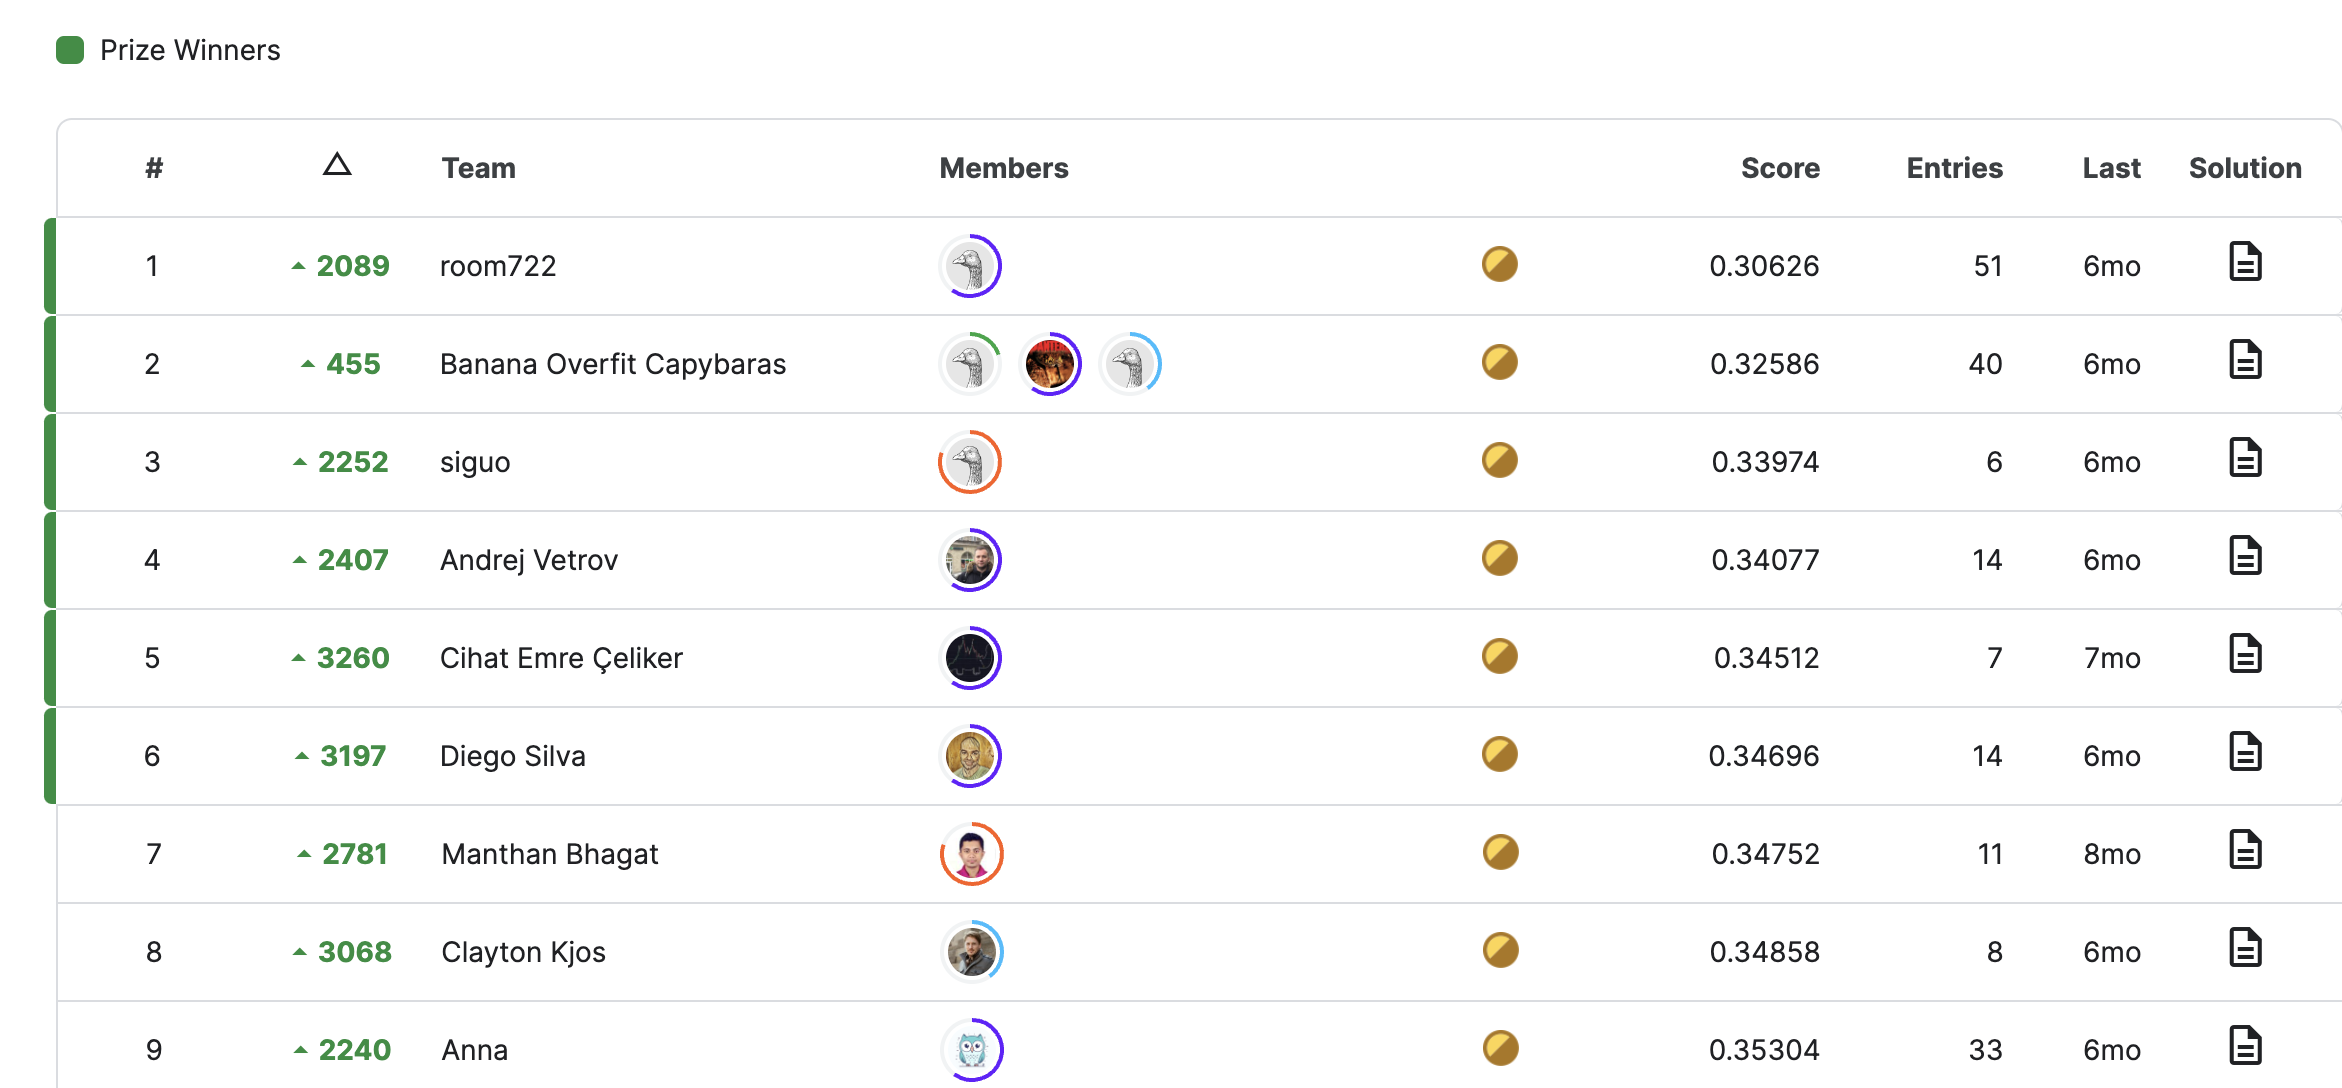 Prize Winners
# △ Team Members Score Entries Last Solution
1 2089 room722 0.30626 51 6mo
2 455 Banana Overfit Capybaras 0.32586 40 6mo
3 2252 siguo 0.33974 6 6mo
4 2407 Andrej Vetrov 0.34077 14 6mo
5 3260 Cihat Emre Çeliker 0.34512 7 7mo
6 3197 Diego Silva 0.34696 14 6mo
7 2781 Manthan Bhagat 0.34752 11 8mo
8 3068 Clayton Kjos 0.34858 8 6mo
9 2240 Anna 0.35304 33 6mo